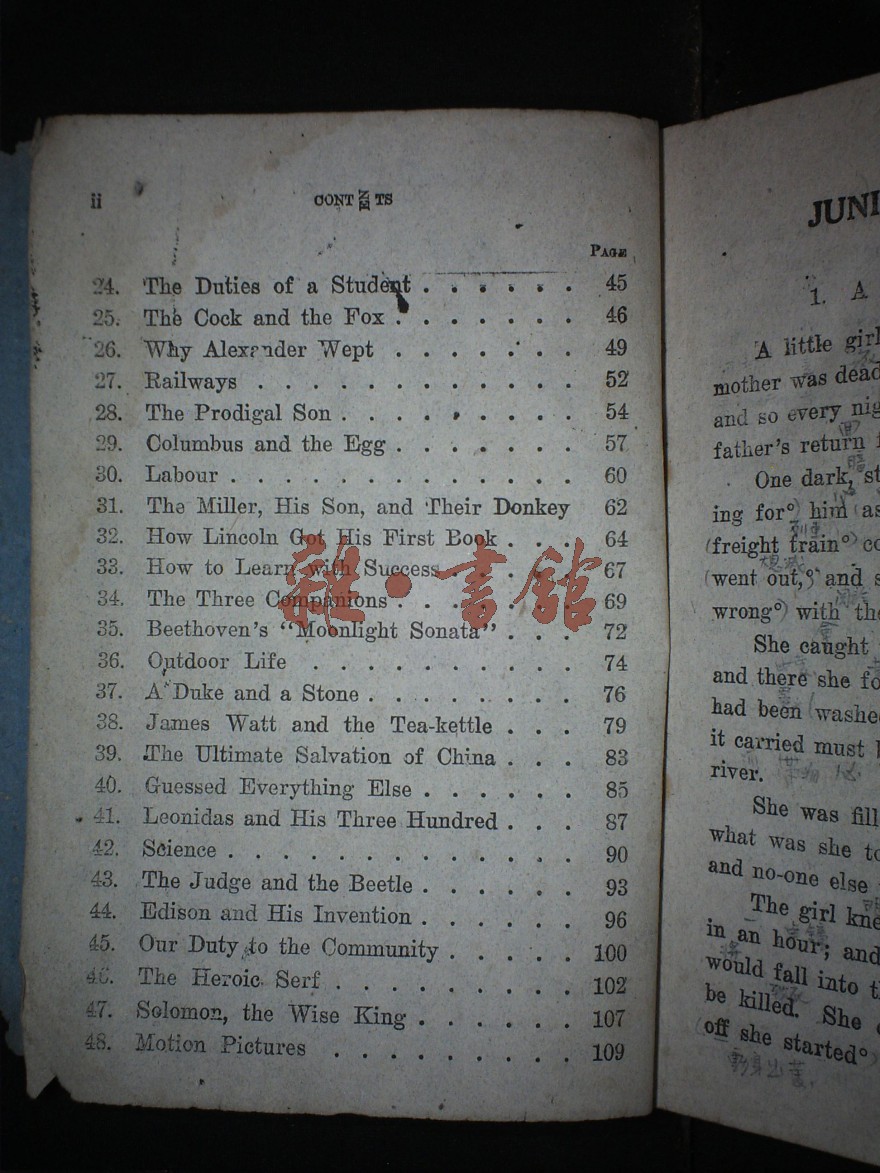 ii CONTENTS
PAGE
24. The Duties of a Student . . . . . . 45
25. The Cock and the Fox . . . . . . . 46
26. Why Alexander Wept . . . . . . . 49
27. Railways . . . . . . . . . . . . 52
28. The Prodigal Son . . . . . . . . 54
29. Columbus and the Egg . . . . . . . 57
30. Labour . . . . . . . . . . . . . 60
31. The Miller, His Son, and Their Donkey 62
32. How Lincoln Got His First Book . . . 64
33. How to Learn with Success . . . . . 67
34. The Three Companions . . . . . . . 69
35. Beethoven's "Moonlight Sonata" . . . 72
36. Outdoor Life . . . . . . . . . . 74
37. A Duke and a Stone . . . . . . . . 76
38. James Watt and the Tea-kettle . . . 79
39. The Ultimate Salvation of China . . . 83
40. Guessed Everything Else . . . . . . 85
41. Leonidas and His Three Hundred . . . 87
42. Science . . . . . . . . . . . . . 90
43. The Judge and the Beetle . . . . . . 93
44. Edison and His Invention . . . . . . 96
45. Our Duty to the Community . . . . . 100
46. The Heroic Serf . . . . . . . . . 102
47. Solomon, the Wise King . . . . . . 107
48. Motion Pictures . . . . . . . . . 109
雜·書館
JUNI
1. A
A little girl
mother was dead
and so every nig
father's return
One dark, st
ing for° him as
(freight train°) co
(went out,°) and s
wrong°) with the
She caught
and there she fo
had been washe
it carried must
river.
She was fill
what was she to
and no-one else
The girl kne
in an hour; and
would fall into t
be killed. She
off she started°